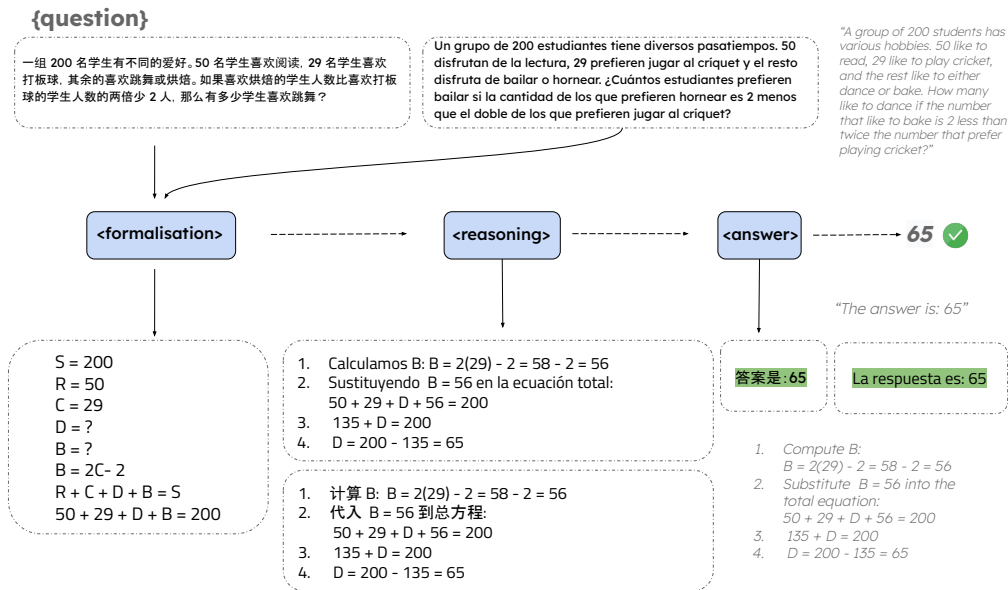 {question}
一组 200 名学生有不同的爱好。50 名学生喜欢阅读，29 名学生喜欢
打板球，其余的喜欢跳舞或烘焙。如果喜欢烘焙的学生人数比喜欢打板
球的学生人数的两倍少 2 人，那么有多少学生喜欢跳舞？
Un grupo de 200 estudiantes tiene diversos pasatiempos. 50
disfrutan de la lectura, 29 prefieren jugar al críquet y el resto
disfruta de bailar o hornear. ¿Cuántos estudiantes prefieren
bailar si la cantidad de los que prefieren hornear es 2 menos
que el doble de los que prefieren jugar al críquet?
“A group of 200 students has
various hobbies. 50 like to
read, 29 like to play cricket,
and the rest like to either
dance or bake. How many
like to dance if the number
that like to bake is 2 less than
twice the number that prefer
playing cricket?”
<formalisation>
<reasoning>
<answer>
65
“The answer is: 65”
S = 200
R = 50
C = 29
D = ?
B = ?
B = 2C- 2
R + C + D + B = S
50 + 29 + D + B = 200
1. Calculamos B: B = 2(29) - 2 = 58 - 2 = 56
2. Sustituyendo B = 56 en la ecuación total:
50 + 29 + D + 56 = 200
3. 135 + D = 200
4. D = 200 - 135 = 65
1. 计算 B: B = 2(29) - 2 = 58 - 2 = 56
2. 代入 B = 56 到总方程:
50 + 29 + D + 56 = 200
3. 135 + D = 200
4. D = 200 - 135 = 65
答案是：65
La respuesta es: 65
1. Compute B:
B = 2(29) - 2 = 58 - 2 = 56
2. Substitute B = 56 into the
total equation:
50 + 29 + D + 56 = 200
3. 135 + D = 200
4. D = 200 - 135 = 65